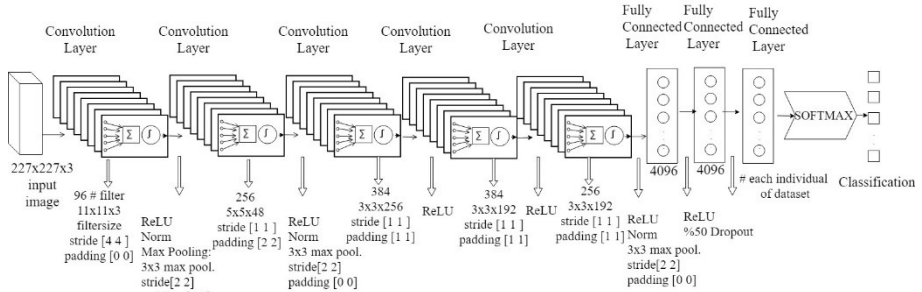 Convolution
Layer
Convolution
Layer
Convolution
Layer
Convolution
Layer
Convolution
Layer
Fully
Connected
Layer
Fully
Connected
Layer
Fully
Connected
Layer
Σ ∫
Σ ∫
Σ ∫
Σ ∫
Σ ∫
SOFTMAX
227x227x3
input
image
96 # filter
11x11x3
filtersize
stride [4 4]
padding [0 0]
ReLU
Norm
Max Pooling:
3x3 max pool.
stride[2 2]
256
5x5x48
stride [1 1 ]
padding [2 2]
ReLU
Norm
3x3 max pool.
stride[2 2]
padding [0 0]
384
3x3x256
stride [1 1 ]
padding [1 1]
ReLU
384
3x3x192
stride [1 1 ]
padding [1 1]
ReLU
256
3x3x192
stride [1 1 ]
padding [1 1]
ReLU
Norm
3x3 max pool.
stride[2 2]
padding [0 0]
4096
4096
ReLU
%50 Dropout
# each individual
of dataset
Classification